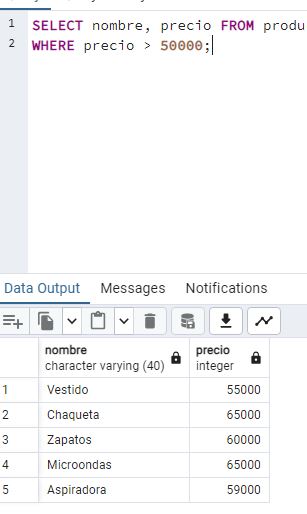 1 SELECT nombre, precio FROM produ
2 WHERE precio > 50000;
Data Output Messages Notifications
nombre precio
character varying (40) integer
1 Vestido 55000
2 Chaqueta 65000
3 Zapatos 60000
4 Microondas 65000
5 Aspiradora 59000